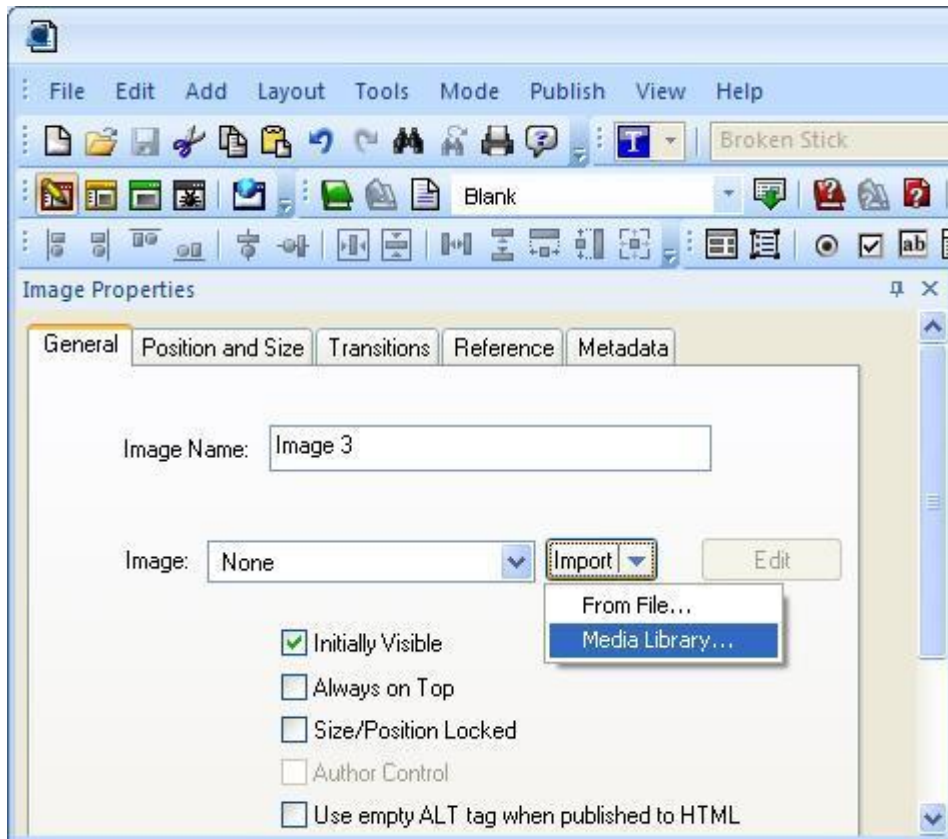 File Edit Add Layout Tools Mode Publish View Help
T Broken Stick
Blank
ab
Image Properties
General Position and Size Transitions Reference Metadata
Image Name: Image 3
Image: None Import Edit
From File...
Media Library...
Initially Visible
Always on Top
Size/Position Locked
Author Control
Use empty ALT tag when published to HTML